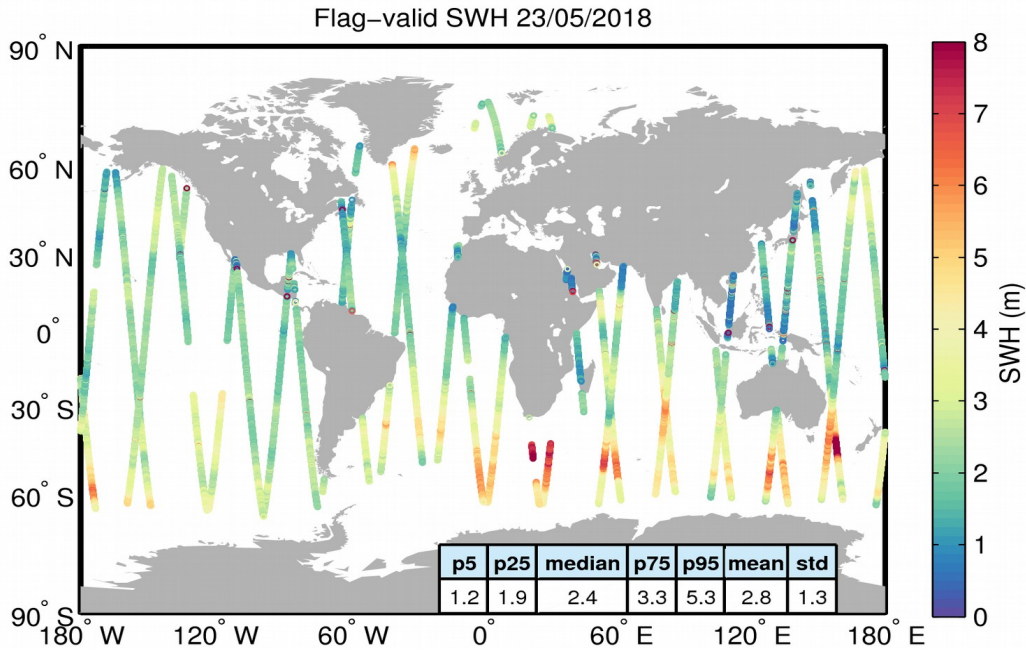 Flag−valid SWH 23/05/2018
90° N
60° N
30° N
0°
30° S
60° S
90° S
180° W
120° W
60° W
0°
60° E
120° E
180° E
p5 p25 median p75 p95 mean std
1.2 1.9 2.4 3.3 5.3 2.8 1.3
8
7
6
5
4
3
2
1
0
SWH (m)